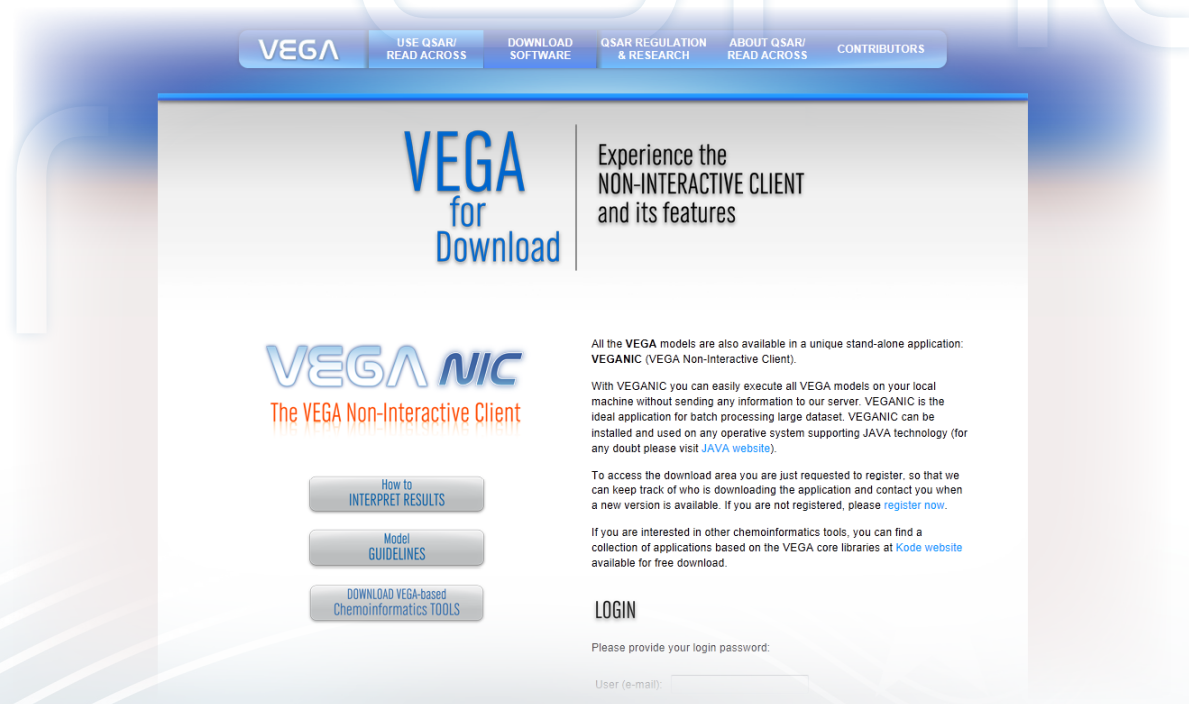 VEGA
USE QSAR/
READ ACROSS
DOWNLOAD
SOFTWARE
QSAR REGULATION
& RESEARCH
ABOUT QSAR/
READ ACROSS
CONTRIBUTORS
VEGA
for
Download
Experience the
NON-INTERACTIVE CLIENT
and its features
VEGA NIC
The VEGA Non-Interactive Client
How to
INTERPRET RESULTS
Model
GUIDELINES
DOWNLOAD VEGA-based
Chemoinformatics TOOLS
All the VEGA models are also available in a unique stand-alone application:
VEGANIC (VEGA Non-Interactive Client).
With VEGANIC you can easily execute all VEGA models on your local
machine without sending any information to our server. VEGANIC is the
ideal application for batch processing large dataset. VEGANIC can be
installed and used on any operative system supporting JAVA technology (for
any doubt please visit JAVA website).
To access the download area you are just requested to register, so that we
can keep track of who is downloading the application and contact you when
a new version is available. If you are not registered, please register now.
If you are interested in other chemoinformatics tools, you can find a
collection of applications based on the VEGA core libraries at Kode website
available for free download.
LOGIN
Please provide your login password:
User (e-mail):